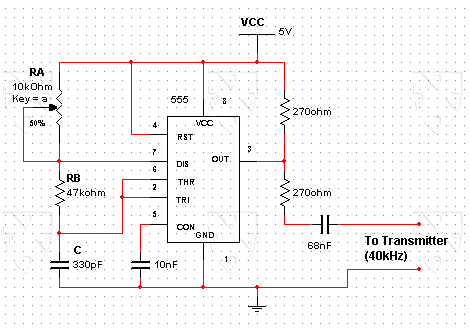 VCC
5V
RA
10kOhm
Key = a
50%
555
8
VCC
270ohm
4
RST
7
DIS
OUT
3
6
THR
2
TRI
5
CON
GND
1
RB
47kohm
270ohm
C
330pF
10nF
68nF
To Transmitter
(40kHz)